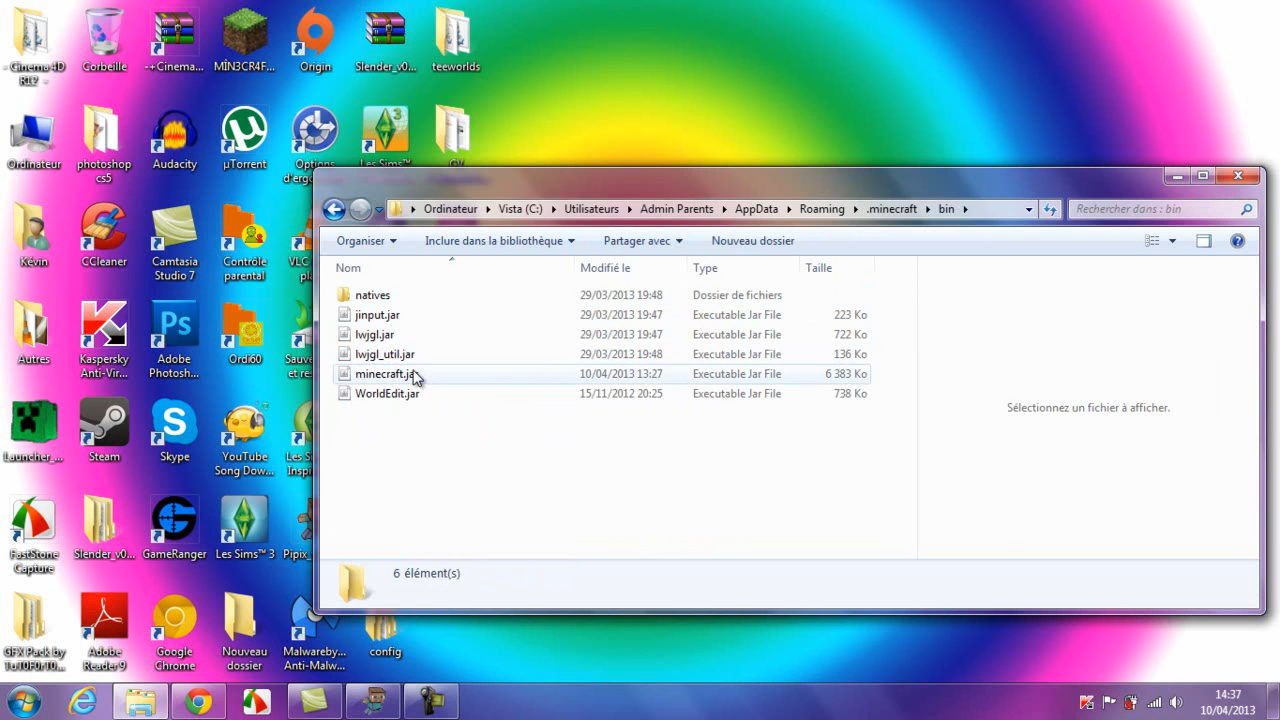 - Cinema 4D R12 -
Corbeille
-+Cinema...
MÎN3CR4F...
Origin
Slender_v0...
teeworlds
Ordinateur
photoshop cs5
Audacity
µTorrent
Options d'ergo...
Les Sims™
Kévin
CCleaner
Camtasia Studio 7
Contrôle parental
Autres
Kaspersky Anti-Vir...
Adobe Photosh...
Ordi60
Launcher_...
Steam
Skype
YouTube Song Dow...
FastStone Capture
Slender_v0...
GameRanger
Les Sims™ 3
Adobe Reader 9
Google Chrome
Nouveau dossier
Malwareby... Anti-Malw...
config
Ordinateur
Vista (C:)
Utilisateurs
Admin Parents
AppData
Roaming
.minecraft
bin
Rechercher dans : bin
Organiser
Inclure dans la bibliothèque
Partager avec
Nouveau dossier
Nom Modifié le Type Taille
natives 29/03/2013 19:48 Dossier de fichiers
jinput.jar 29/03/2013 19:47 Executable Jar File 223 Ko
lwjgl.jar 29/03/2013 19:47 Executable Jar File 722 Ko
lwjgl_util.jar 29/03/2013 19:48 Executable Jar File 136 Ko
minecraft.jar 10/04/2013 13:27 Executable Jar File 6 383 Ko
WorldEdit.jar 15/11/2012 20:25 Executable Jar File 738 Ko
Sélectionnez un fichier à afficher.
6 élément(s)
14:37
10/04/2013